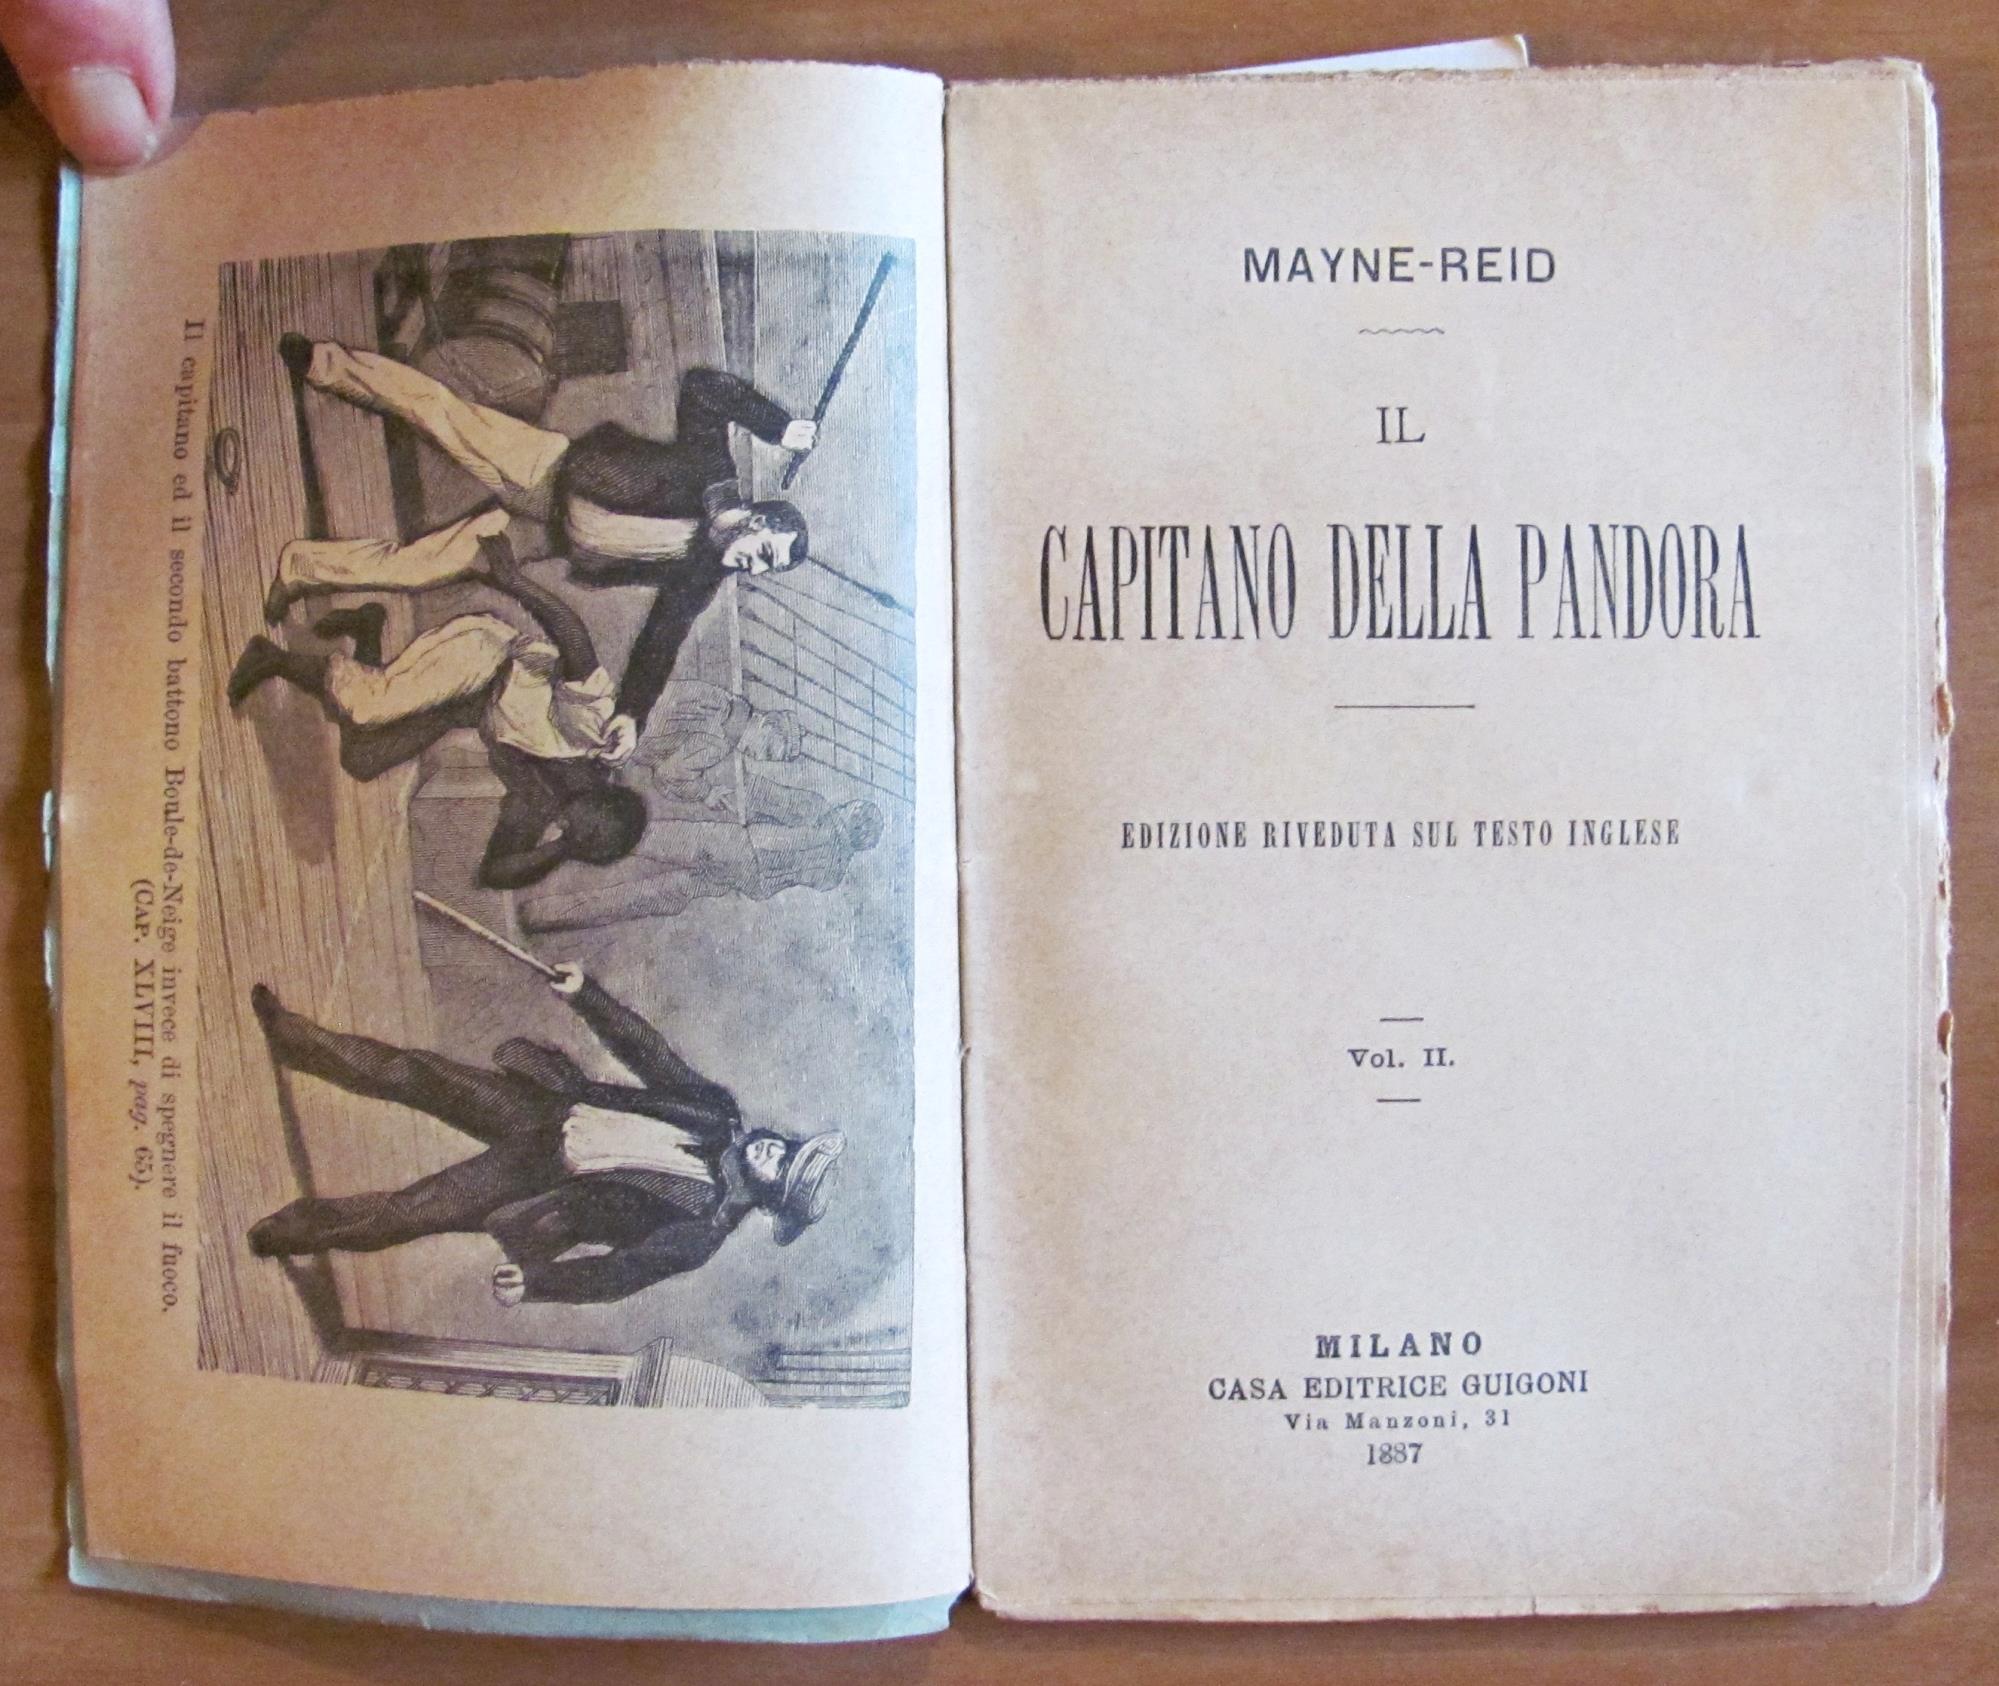 Il capitano ed il secondo battono Boule-de-Neige invece di spegnere il fuoco.
(CAP. XLVIII, pag. 65).
MAYNE-REID
IL
CAPITANO DELLA PANDORA
EDIZIONE RIVEDUTA SUL TESTO INGLESE
Vol. II.
MILANO
CASA EDITRICE GUIGONI
Via Manzoni, 31
1887